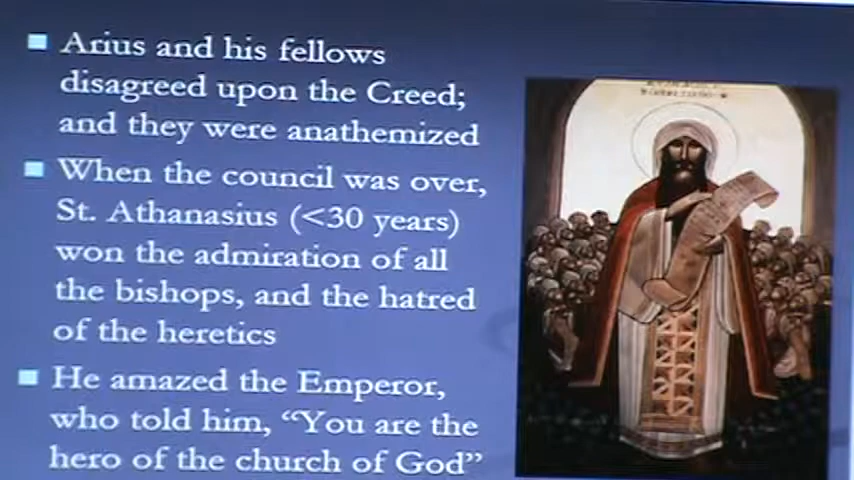 Arius and his fellows
disagreed upon the Creed;
and they were anathemized
When the council was over,
St. Athanasius (<30 years)
won the admiration of all
the bishops, and the hatred
of the heretics
He amazed the Emperor,
who told him, “You are the
hero of the church of God”